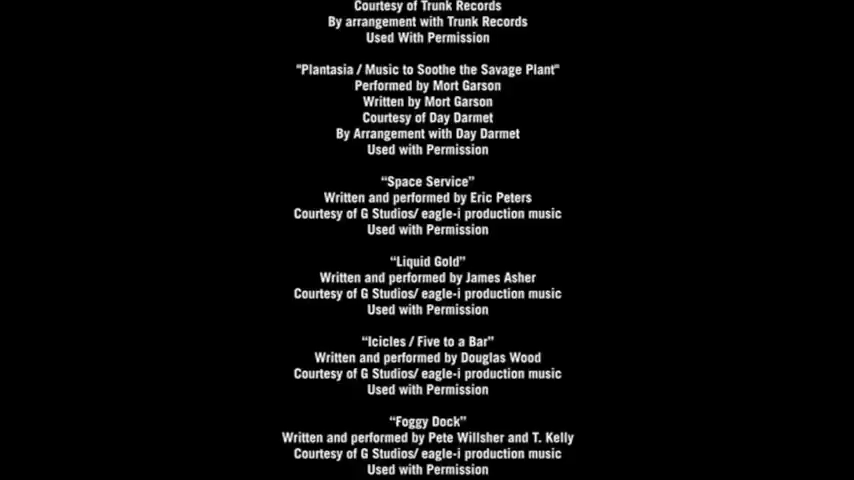 Courtesy of Trunk Records
By arrangement with Trunk Records
Used With Permission
"Plantasia / Music to Soothe the Savage Plant"
Performed by Mort Garson
Written by Mort Garson
Courtesy of Day Darmet
By Arrangement with Day Darmet
Used with Permission
“Space Service”
Written and performed by Eric Peters
Courtesy of G Studios/ eagle-i production music
Used with Permission
“Liquid Gold”
Written and performed by James Asher
Courtesy of G Studios/ eagle-i production music
Used with Permission
“Icicles / Five to a Bar”
Written and performed by Douglas Wood
Courtesy of G Studios/ eagle-i production music
Used with Permission
“Foggy Dock”
Written and performed by Pete Willsher and T. Kelly
Courtesy of G Studios/ eagle-i production music
Used with Permission